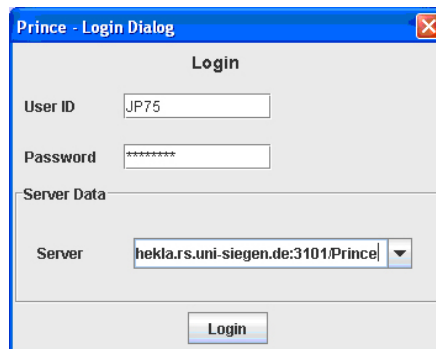 Prince - Login Dialog
Login
User ID JP75
Password ********
Server Data
Server hekla.rs.uni-siegen.de:3101/Prince
Login